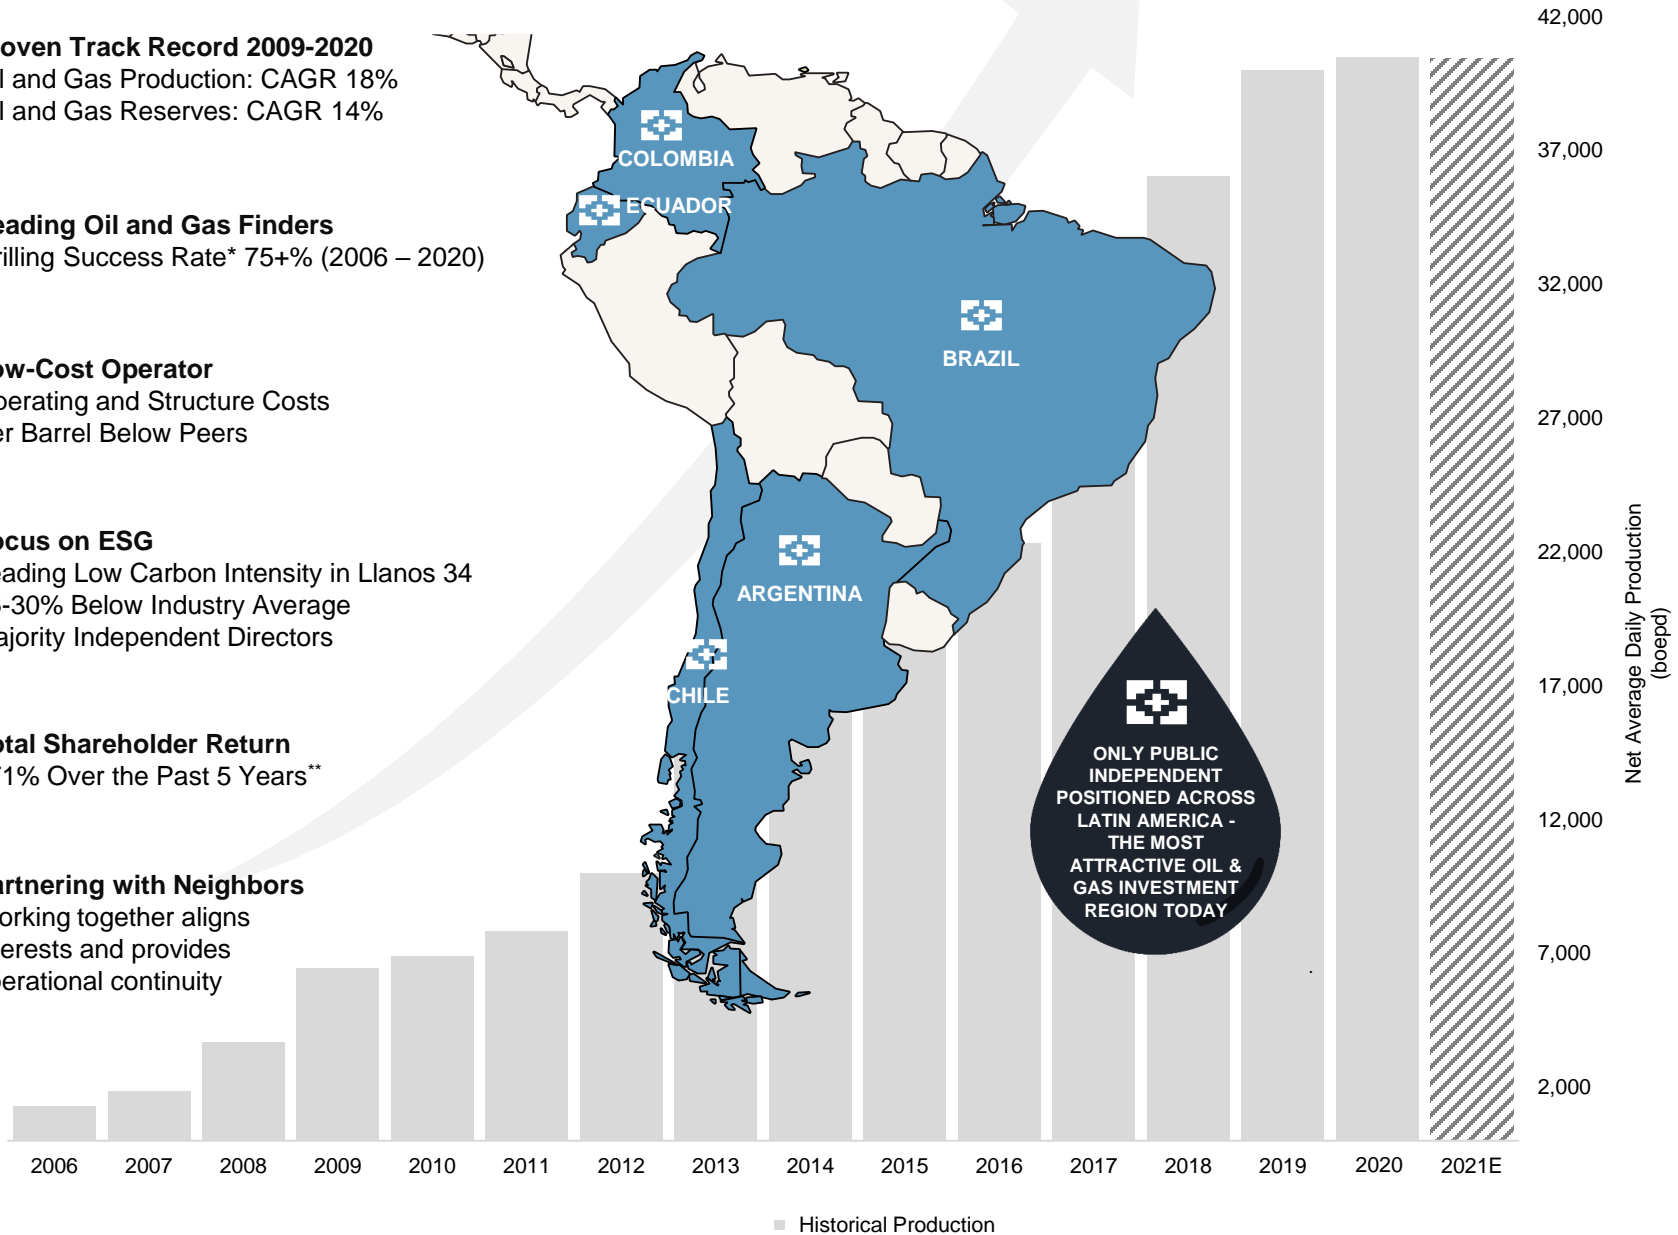 oven Track Record 2009-2020
l and Gas Production: CAGR 18%
l and Gas Reserves: CAGR 14%
eading Oil and Gas Finders
rilling Success Rate* 75+% (2006 – 2020)
ow-Cost Operator
perating and Structure Costs
er Barrel Below Peers
ocus on ESG
eading Low Carbon Intensity in Llanos 34
-30% Below Industry Average
ajority Independent Directors
otal Shareholder Return
71% Over the Past 5 Years**
artnering with Neighbors
orking together aligns
terests and provides
perational continuity
COLOMBIA
ECUADOR
BRAZIL
ARGENTINA
CHILE
ONLY PUBLIC
INDEPENDENT
POSITIONED ACROSS
LATIN AMERICA -
THE MOST
ATTRACTIVE OIL &
GAS INVESTMENT
REGION TODAY
42,000
37,000
32,000
27,000
22,000
17,000
12,000
7,000
2,000
Net Average Daily Production
(boepd)
2006 2007 2008 2009 2010 2011 2012 2013 2014 2015 2016 2017 2018 2019 2020 2021E
Historical Production